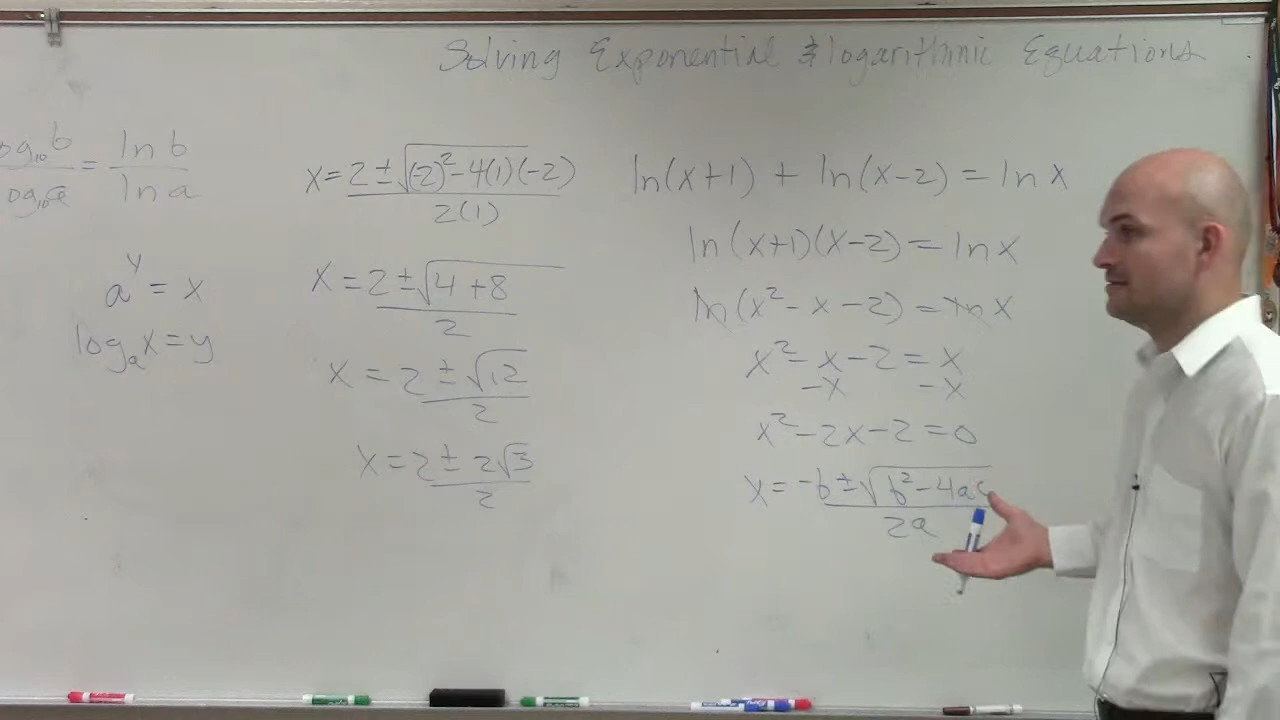 Solving Exponential & logarithmic Equations
log₁₀b / log₁₀a = ln b / ln a
a^y = x
logₐx = y
x = 2 ± √((-2)² - 4(1)(-2)) / 2(1)
x = 2 ± √(4 + 8) / 2
x = 2 ± √12 / 2
x = 2 ± 2√3 / 2
ln(x+1) + ln(x-2) = ln x
ln(x+1)(x-2) = ln x
ln(x² - x - 2) = ln x
x² - x - 2 = x
-x -x
x² - 2x - 2 = 0
x = -b ± √(b² - 4ac) / 2a